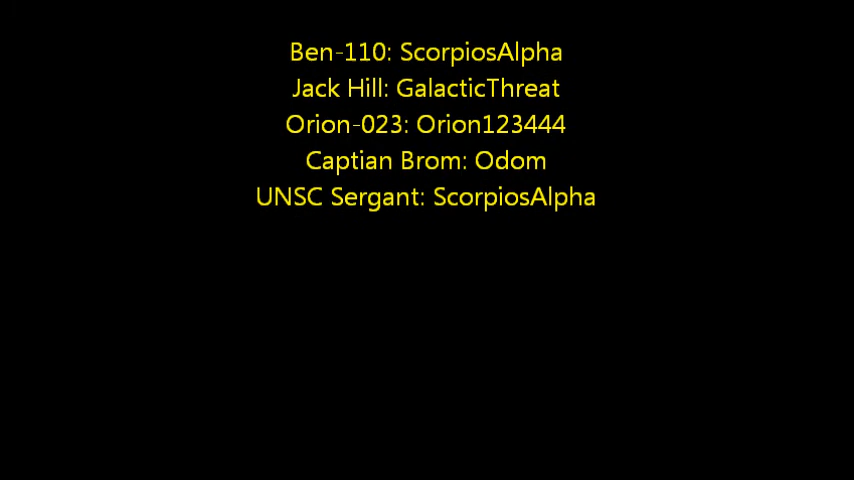 Ben-110: ScorpiosAlpha
Jack Hill: GalacticThreat
Orion-023: Orion123444
Captian Brom: Odom
UNSC Sergant: ScorpiosAlpha